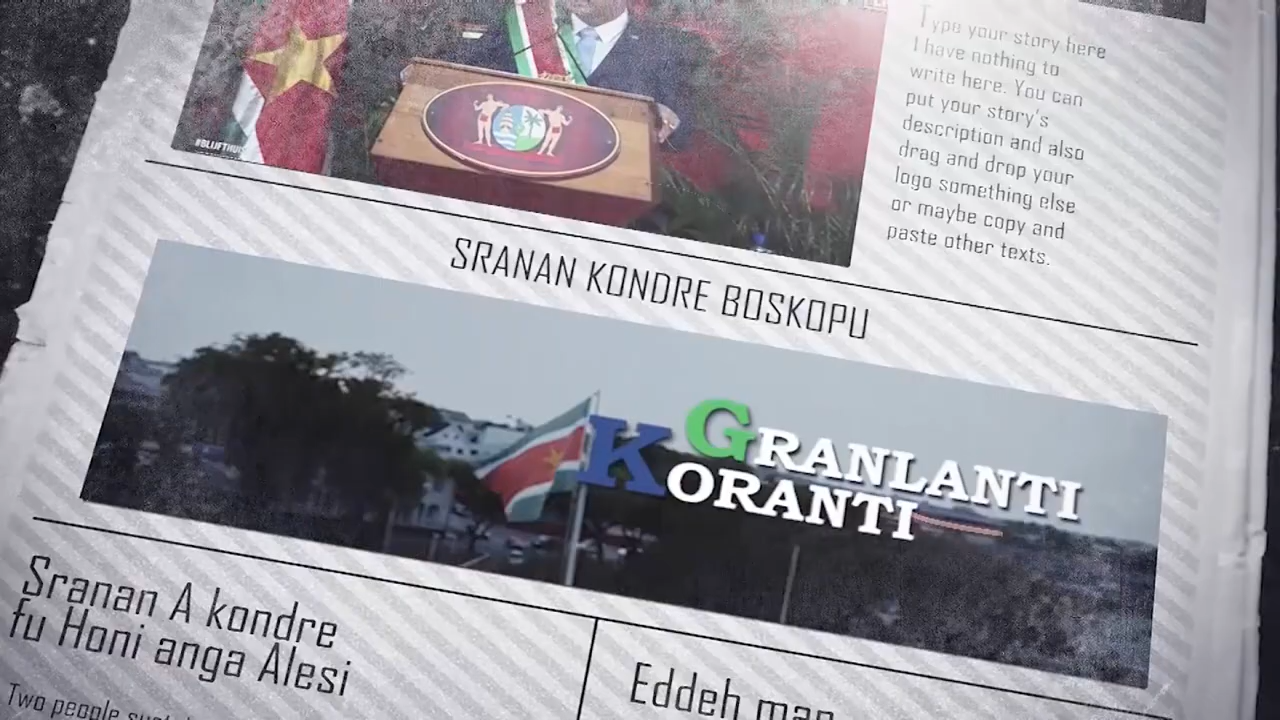 Type your story here
I have nothing to
write here. You can
put your story's
description and also
drag and drop your
logo something else
or maybe copy and
paste other texts.
SRANAN KONDRE BOSKOPU
GRANLANTI
KORANTI
Sranan A kondre
fu Honi anga Alesi
Eddeh man
Two people